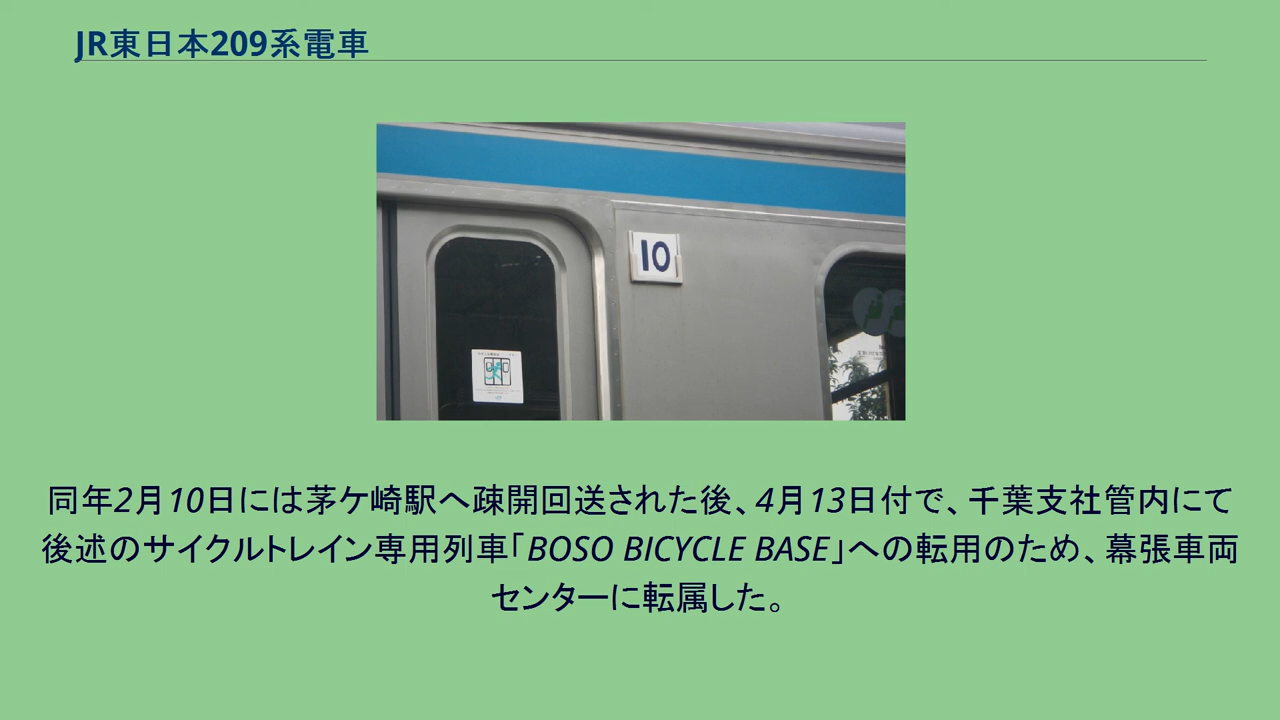 JR東日本209系電車
10
同年2月10日には茅ケ崎駅へ疎開回送された後、4月13日付で、千葉支社管内にて
後述のサイクルトレイン専用列車「BOSO BICYCLE BASE」への転用のため、幕張車両
センターに転属した。